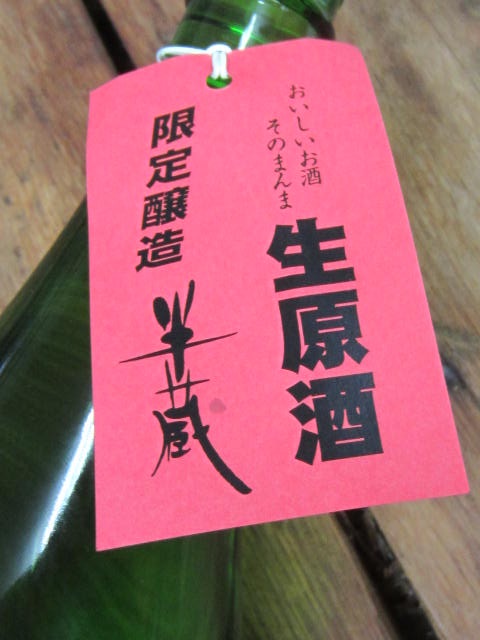 おいしいお酒
そのまんま
生原酒
限定醸造
半蔵